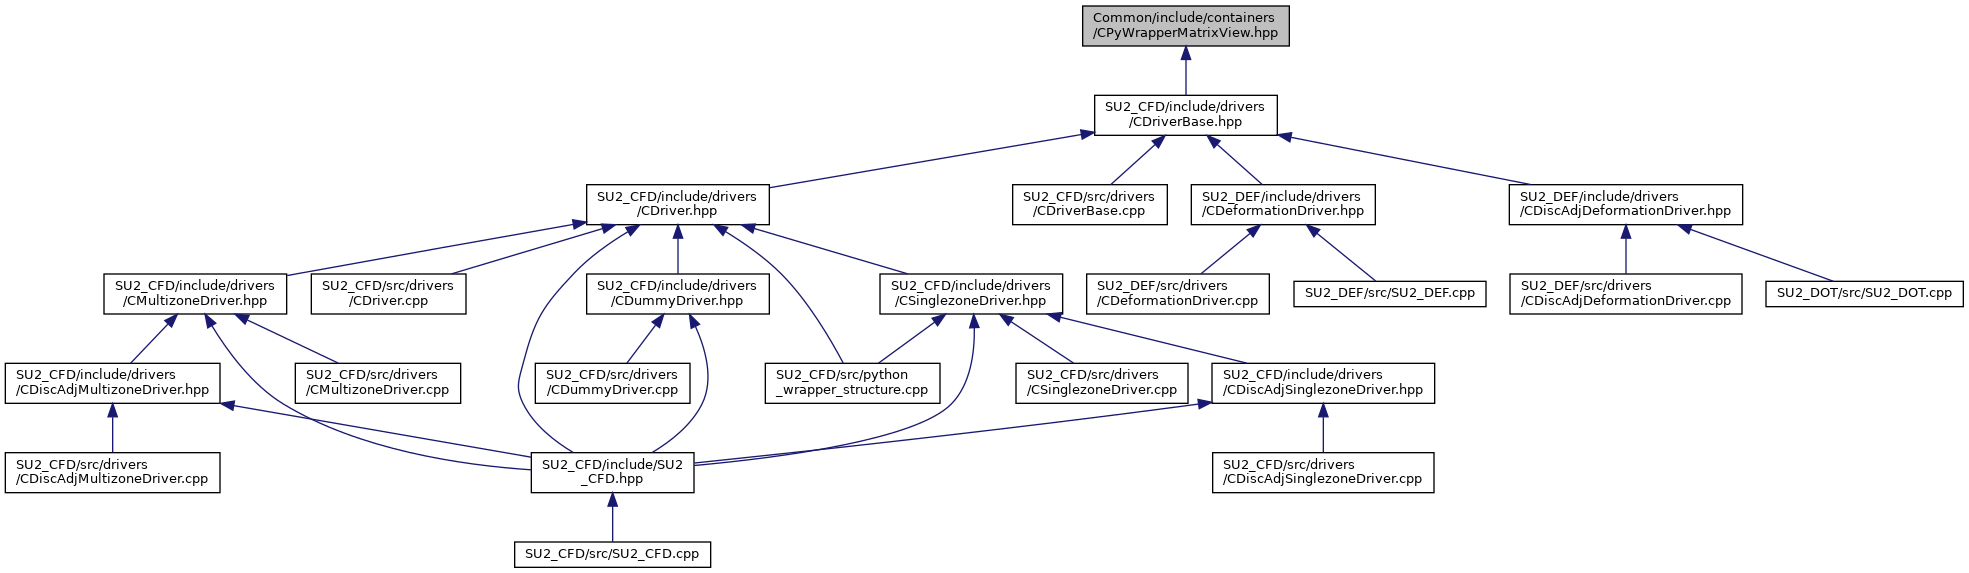 Common/include/containers
/CPyWrapperMatrixView.hpp
SU2_CFD/include/drivers
/CDriverBase.hpp
SU2_CFD/include/drivers
/CDriver.hpp
SU2_CFD/src/drivers
/CDriverBase.cpp
SU2_DEF/include/drivers
/CDeformationDriver.hpp
SU2_DEF/include/drivers
/CDiscAdjDeformationDriver.hpp
SU2_CFD/include/drivers
/CMultizoneDriver.hpp
SU2_CFD/src/drivers
/CDriver.cpp
SU2_CFD/include/drivers
/CDummyDriver.hpp
SU2_CFD/include/drivers
/CSinglezoneDriver.hpp
SU2_DEF/src/drivers
/CDeformationDriver.cpp
SU2_DEF/src/SU2_DEF.cpp
SU2_DEF/src/drivers
/CDiscAdjDeformationDriver.cpp
SU2_DOT/src/SU2_DOT.cpp
SU2_CFD/include/drivers
/CDiscAdjMultizoneDriver.hpp
SU2_CFD/src/drivers
/CMultizoneDriver.cpp
SU2_CFD/src/drivers
/CDummyDriver.cpp
SU2_CFD/src/python
_wrapper_structure.cpp
SU2_CFD/src/drivers
/CSinglezoneDriver.cpp
SU2_CFD/include/drivers
/CDiscAdjSinglezoneDriver.hpp
SU2_CFD/src/drivers
/CDiscAdjMultizoneDriver.cpp
SU2_CFD/include/SU2
_CFD.hpp
SU2_CFD/src/drivers
/CDiscAdjSinglezoneDriver.cpp
SU2_CFD/src/SU2_CFD.cpp